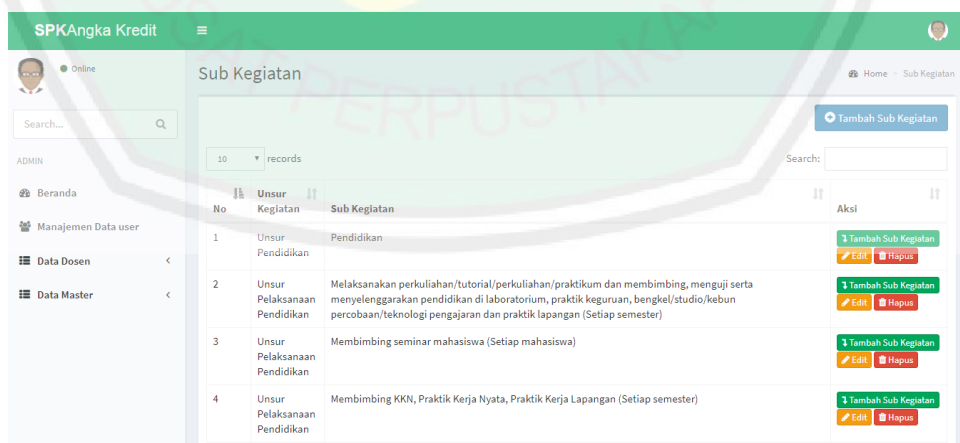 SPKAngka Kredit
Online
Sub Kegiatan
Home - Sub Kegiatan
Search...
Tambah Sub Kegiatan
ADMIN
10 records
Search:
Beranda
Manajemen Data user
Data Dosen
Data Master
No Unsur Kegiatan Sub Kegiatan Aksi
1 Unsur Pendidikan Pendidikan Tambah Sub Kegiatan
Edit Hapus
2 Unsur Pelaksanaan Pendidikan
Melaksanakan perkuliahan/tutorial/perkuliahan/praktikum dan membimbing, menguji serta
menyelenggarakan pendidikan di laboratorium, praktik keguruan, bengkel/studio/kebun
percobaan/teknologi pengajaran dan praktik lapangan (Setiap semester)
Tambah Sub Kegiatan
Edit Hapus
3 Unsur Pelaksanaan Pendidikan
Membimbing seminar mahasiswa (Setiap mahasiswa)
Tambah Sub Kegiatan
Edit Hapus
4 Unsur Pelaksanaan Pendidikan
Membimbing KKN, Praktik Kerja Nyata, Praktik Kerja Lapangan (Setiap semester)
Tambah Sub Kegiatan
Edit Hapus
PERPUSTAKA